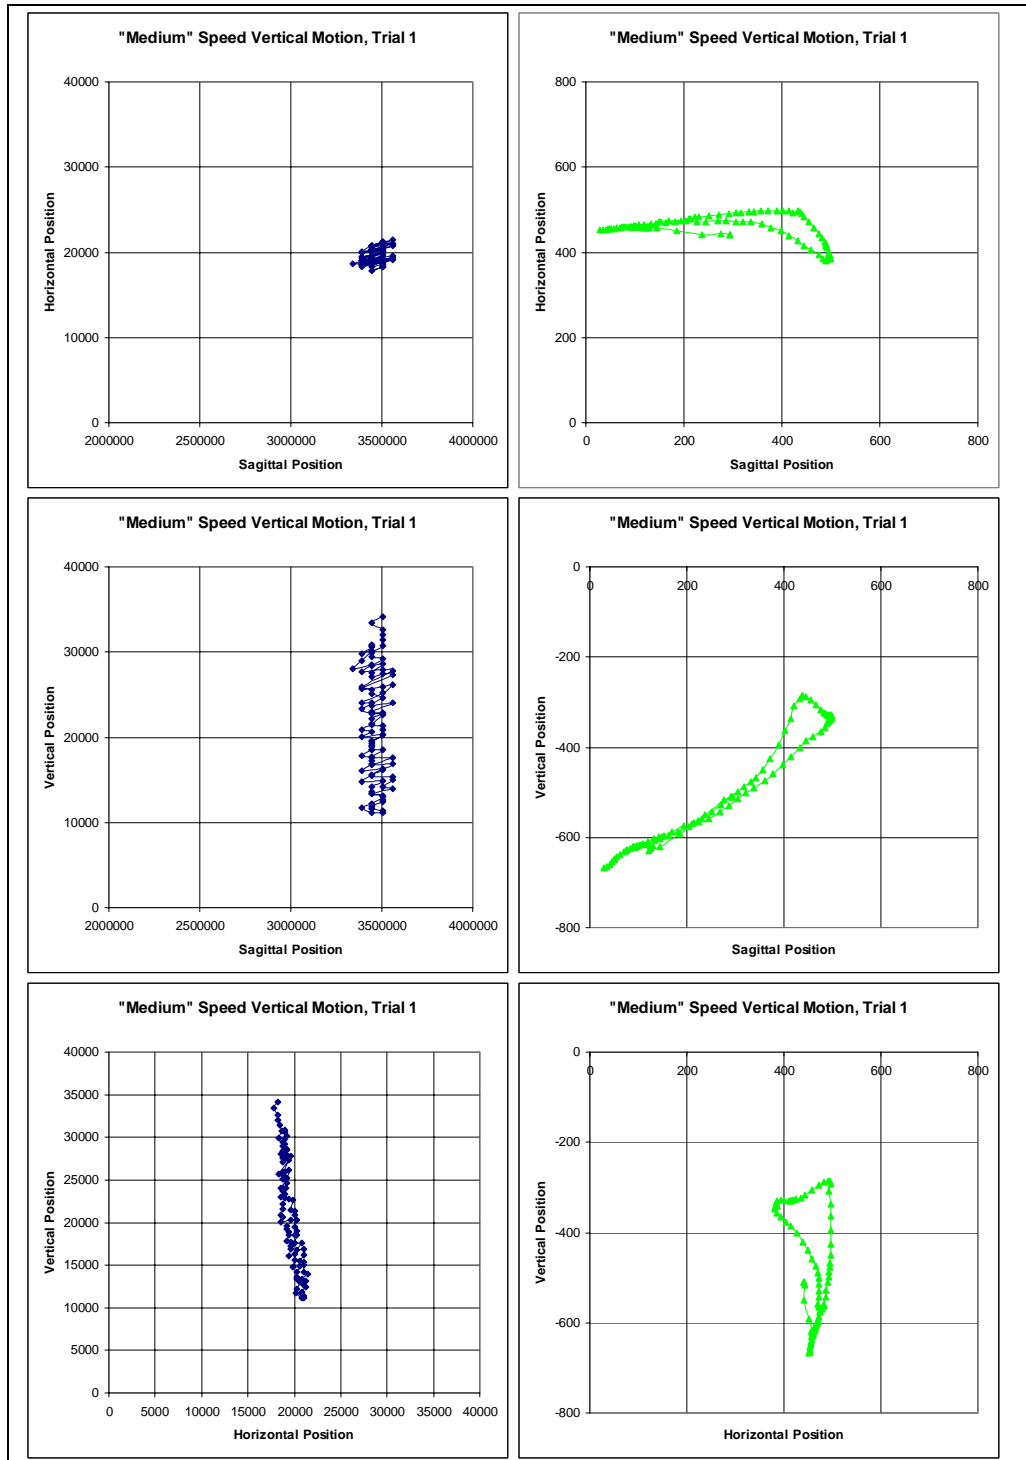 "Medium" Speed Vertical Motion, Trial 1
40000
30000
20000
10000
0
2000000 2500000 3000000 3500000 4000000
Horizontal Position
Sagittal Position
"Medium" Speed Vertical Motion, Trial 1
800
600
400
200
0
0 200 400 600 800
Horizontal Position
Sagittal Position
"Medium" Speed Vertical Motion, Trial 1
40000
30000
20000
10000
0
2000000 2500000 3000000 3500000 4000000
Vertical Position
Sagittal Position
"Medium" Speed Vertical Motion, Trial 1
0
-200
-400
-600
-800
0 200 400 600 800
Vertical Position
Sagittal Position
"Medium" Speed Vertical Motion, Trial 1
40000
35000
30000
25000
20000
15000
10000
5000
0
0 5000 10000 15000 20000 25000 30000 35000 40000
Vertical Position
Horizontal Position
"Medium" Speed Vertical Motion, Trial 1
0
-200
-400
-600
-800
0 200 400 600 800
Vertical Position
Horizontal Position